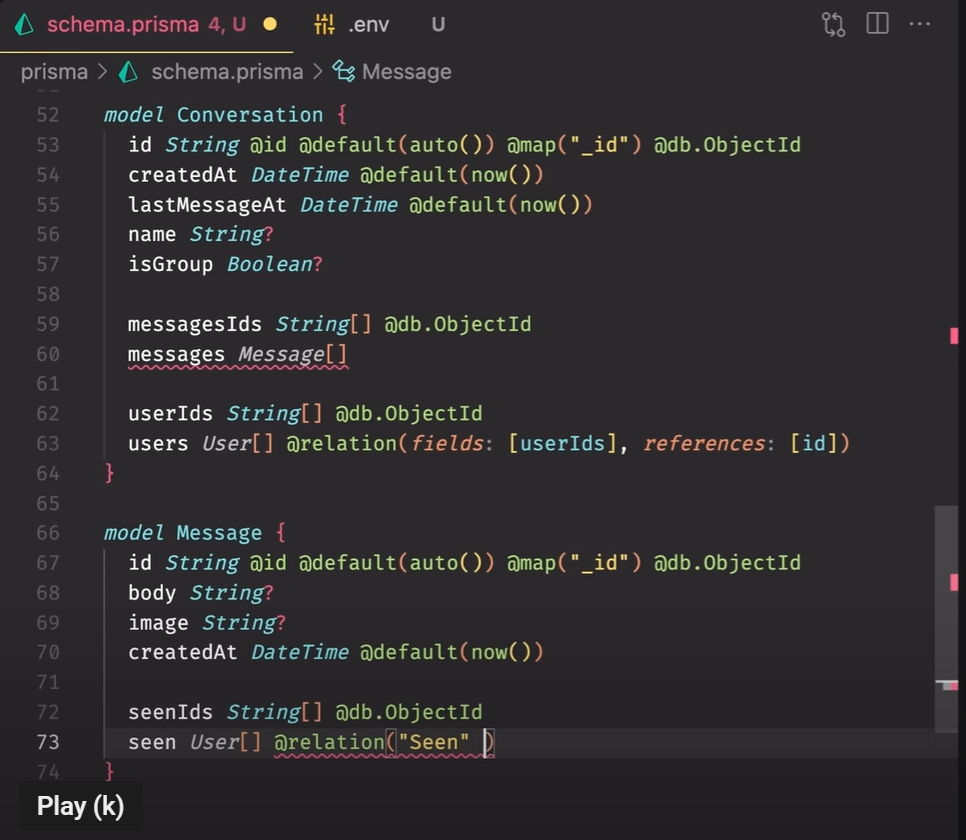 schema.prisma 4, U
.env U
prisma > schema.prisma > Message
52 model Conversation {
53 id String @id @default(auto()) @map("_id") @db.ObjectId
54 createdAt DateTime @default(now())
55 lastMessageAt DateTime @default(now())
56 name String?
57 isGroup Boolean?
58
59 messagesIds String[] @db.ObjectId
60 messages Message[]
61
62 userIds String[] @db.ObjectId
63 users User[] @relation(fields: [userIds], references: [id])
64 }
65
66 model Message {
67 id String @id @default(auto()) @map("_id") @db.ObjectId
68 body String?
69 image String?
70 createdAt DateTime @default(now())
71
72 seenIds String[] @db.ObjectId
73 seen User[] @relation("Seen" )
74 }
Play (k)